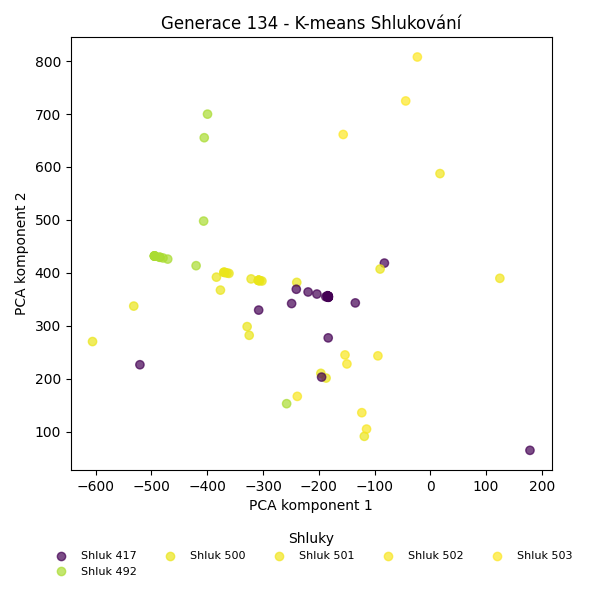 Generace 134 - K-means Shlukování
800
700
600
500
400
300
200
100
PCA komponent 2
−600 −500 −400 −300 −200 −100 0 100 200
PCA komponent 1
Shluky
Shluk 417 Shluk 500 Shluk 501 Shluk 502 Shluk 503
Shluk 492